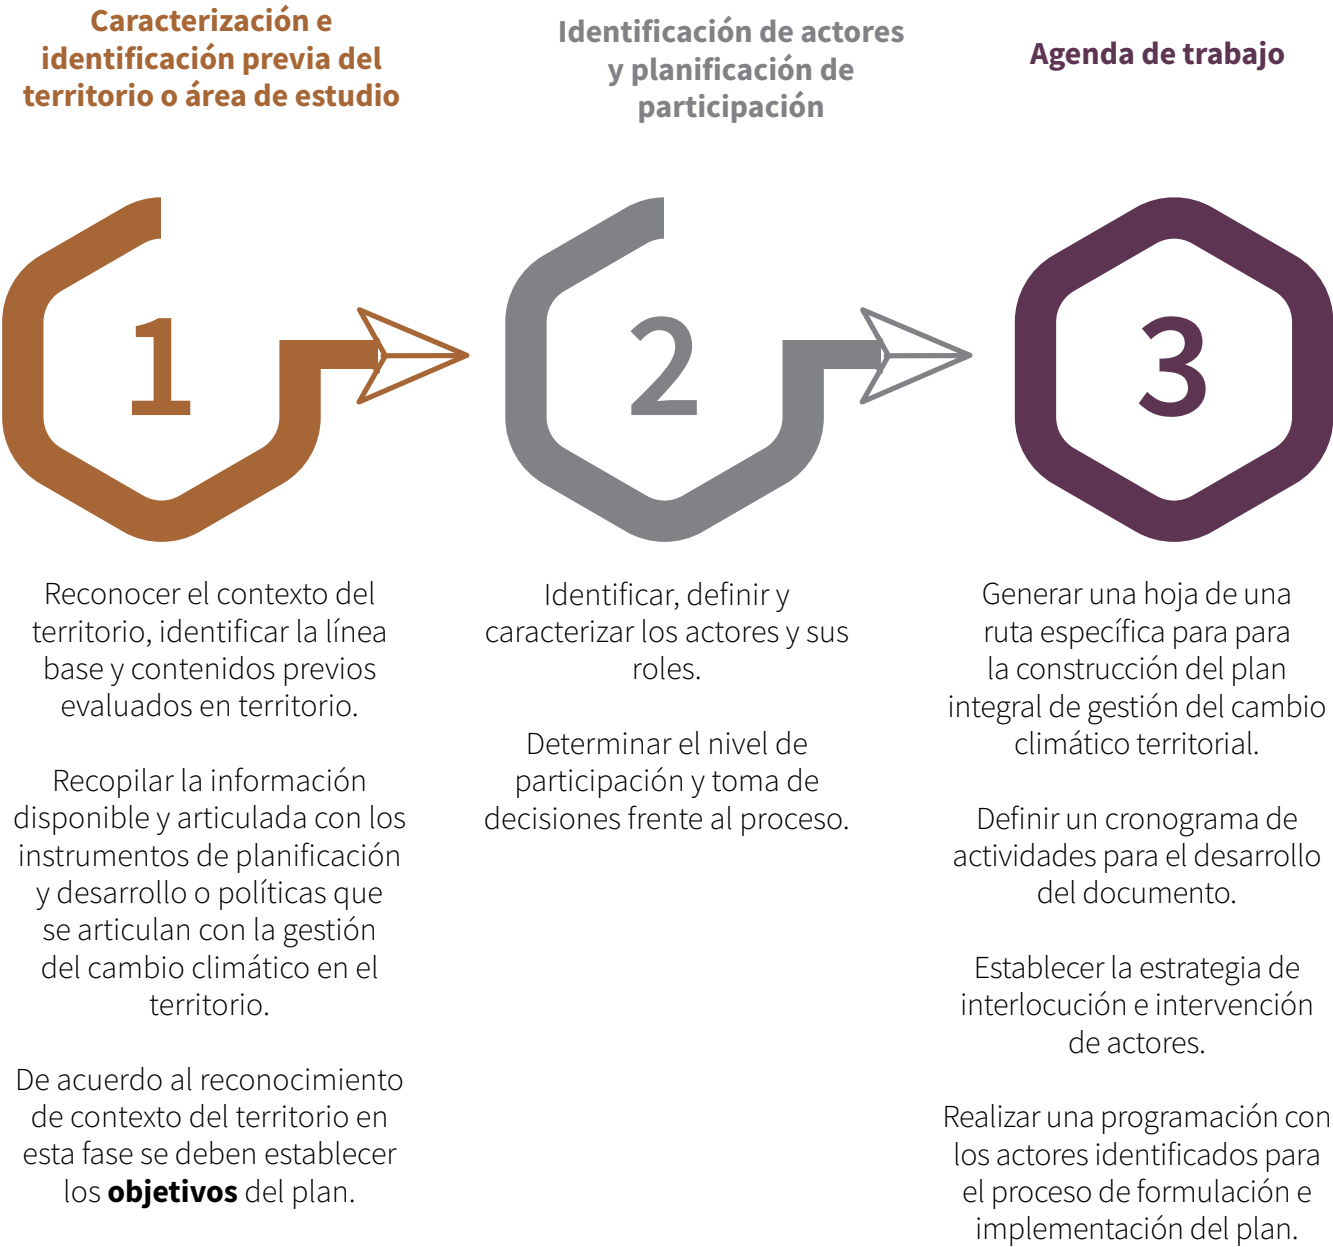 Caracterización e
identificación previa del
territorio o área de estudio
1
Reconocer el contexto del
territorio, identificar la línea
base y contenidos previos
evaluados en territorio.
Recopilar la información
disponible y articulada con los
instrumentos de planificación
y desarrollo o políticas que
se articulan con la gestión
del cambio climático en el
territorio.
De acuerdo al reconocimiento
de contexto del territorio en
esta fase se deben establecer
los objetivos del plan.
Identificación de actores
y planificación de
participación
2
Identificar, definir y
caracterizar los actores y sus
roles.
Determinar el nivel de
participación y toma de
decisiones frente al proceso.
Agenda de trabajo
3
Generar una hoja de una
ruta específica para para
la construcción del plan
integral de gestión del cambio
climático territorial.
Definir un cronograma de
actividades para el desarrollo
del documento.
Establecer la estrategia de
interlocución e intervención
de actores.
Realizar una programación con
los actores identificados para
el proceso de formulación e
implementación del plan.